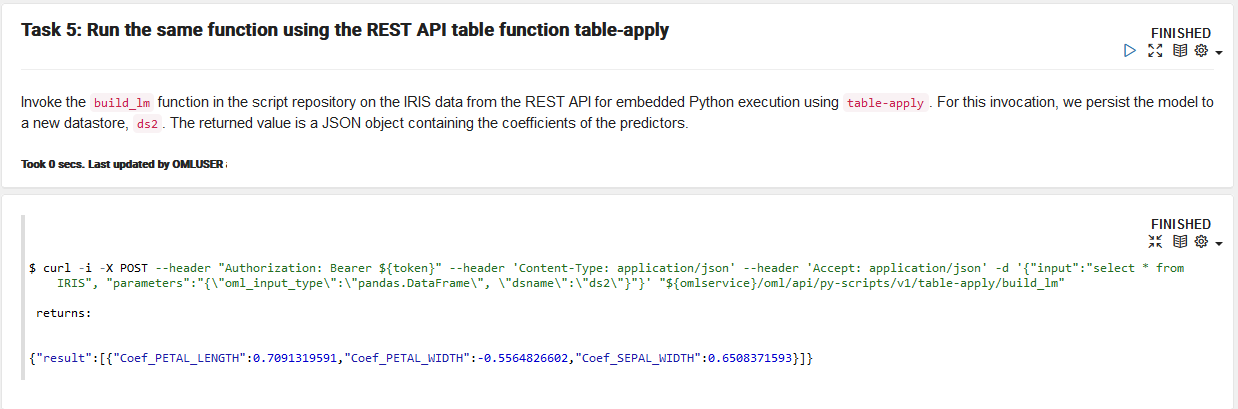 Task 5: Run the same function using the REST API table function table-apply
FINISHED
Invoke the build_lm function in the script repository on the IRIS data from the REST API for embedded Python execution using table-apply. For this invocation, we persist the model to
a new datastore, ds2. The returned value is a JSON object containing the coefficients of the predictors.
Took 0 secs. Last updated by OMLUSER
FINISHED
$ curl -i -X POST --header "Authorization: Bearer ${token}" --header 'Content-Type: application/json' --header 'Accept: application/json' -d '{"input":"select * from
IRIS", "parameters":"{\"oml_input_type\":\"pandas.DataFrame\", \"dsname\":\"ds2\"}"}' "${omlservice}/oml/api/py-scripts/v1/table-apply/build_lm"
returns:
{"result":[{"Coef_PETAL_LENGTH":0.7091319591,"Coef_PETAL_WIDTH":-0.5564826602,"Coef_SEPAL_WIDTH":0.6508371593}]}